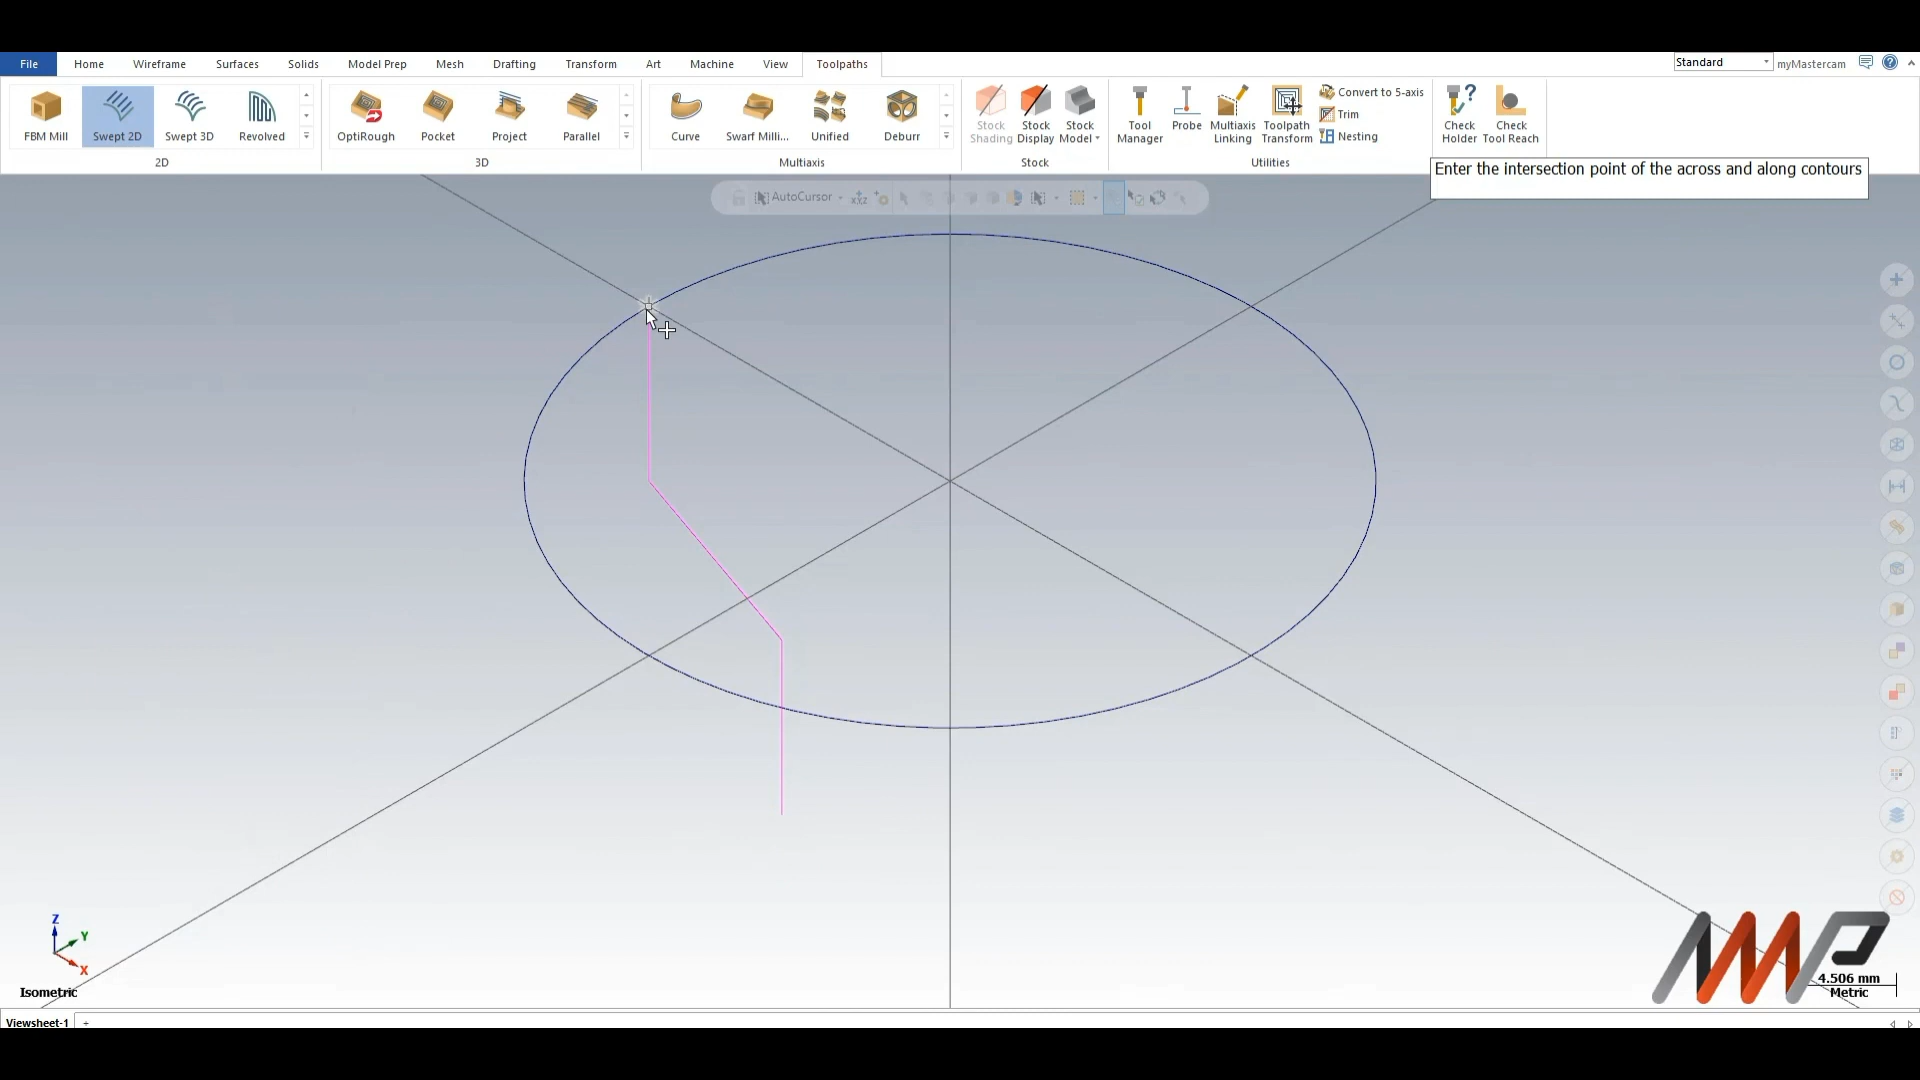 File Home Wireframe Surfaces Solids Model Prep Mesh Drafting Transform Art Machine View Toolpaths Standard myMastercam
FBM Mill Swept 2D Swept 3D Revolved
2D
OptiRough Pocket Project Parallel
3D
Curve Swarf Milli... Unified Deburr
Multiaxis
Stock Shading Stock Display Stock Model
Stock
Tool Manager Probe Multiaxis Linking Toolpath Transform
Convert to 5-axis
Trim
Nesting
Utilities
Check Holder Check Tool Reach
Enter the intersection point of the across and along contours
AutoCursor
XYZ
Z
Y
X
Isometric
NMP
4.506 mm
Metric
Viewsheet-1 +